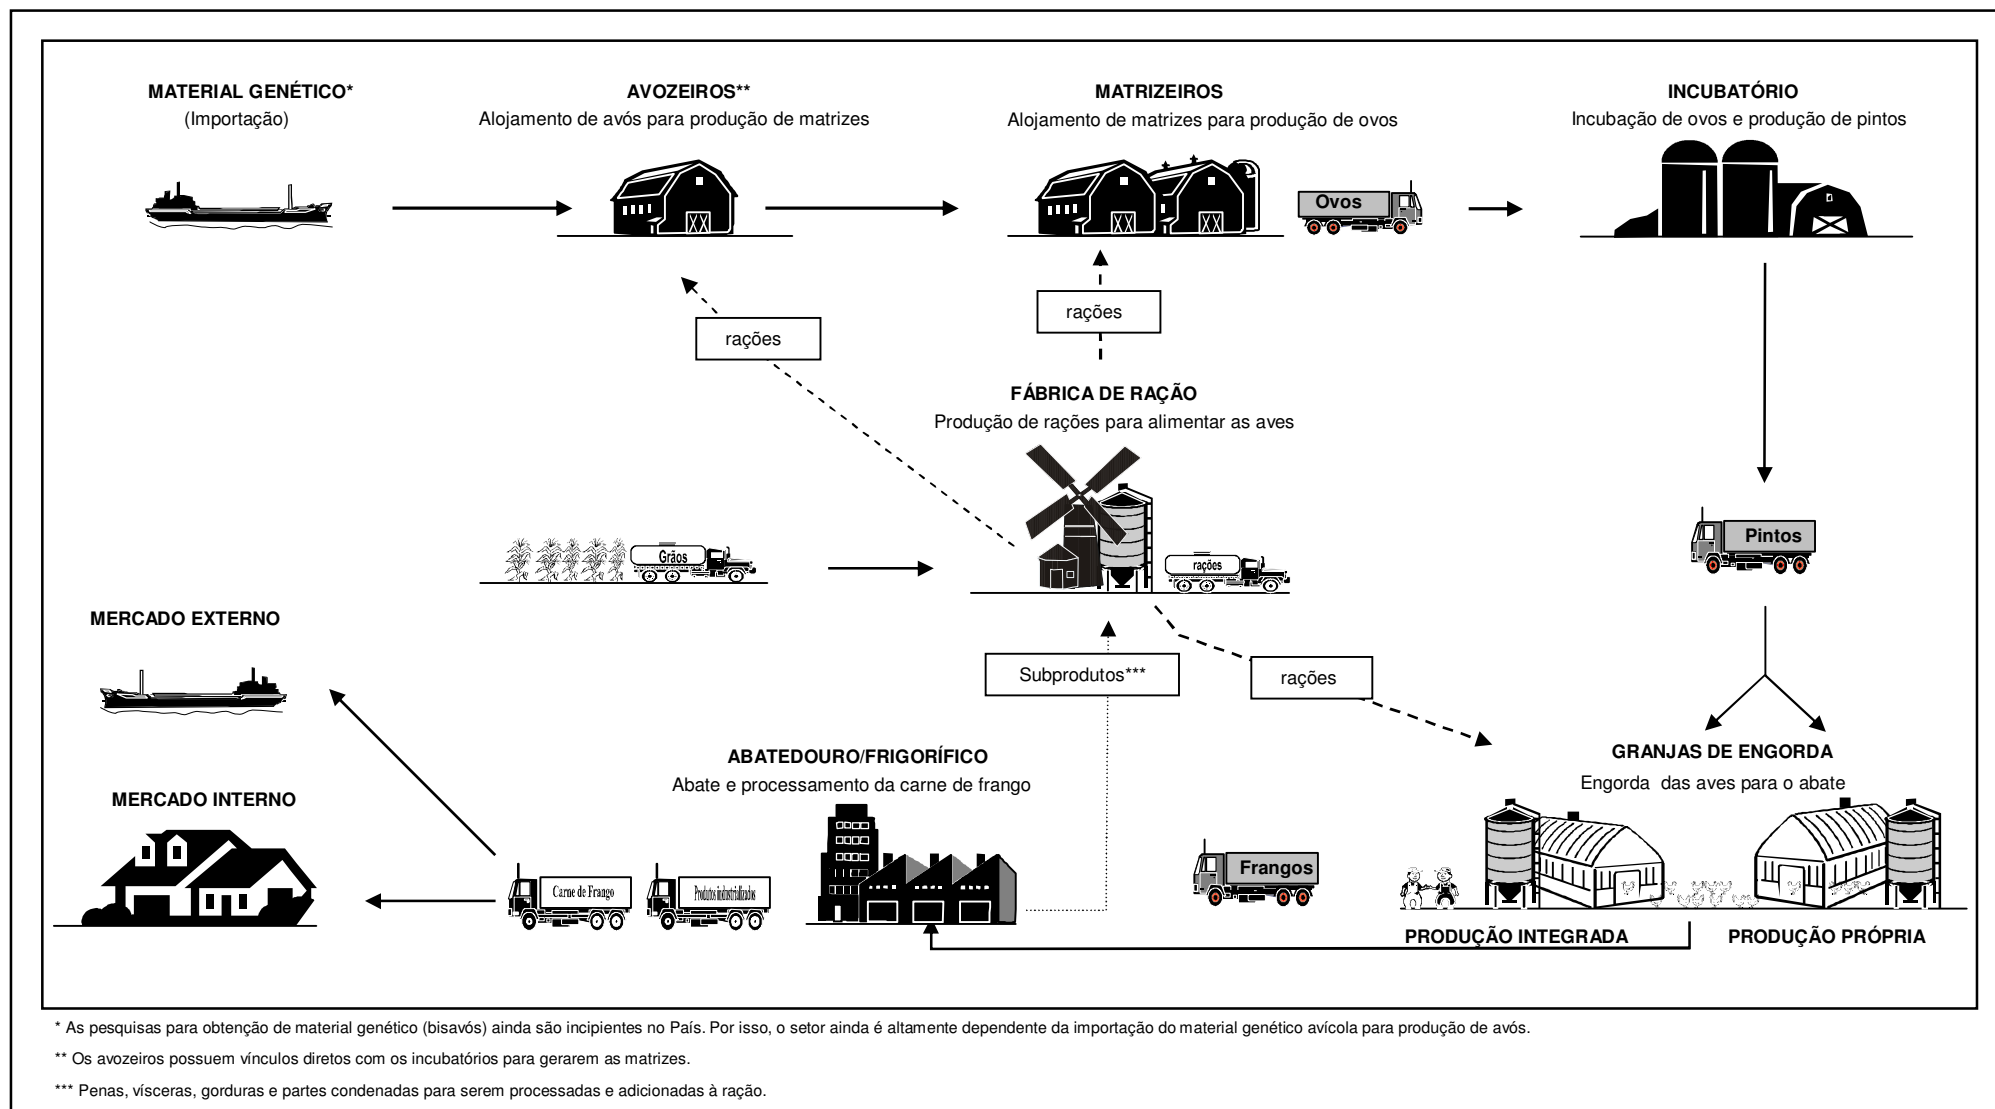 MATERIAL GENÉTICO*
(Importação)
AVOZEIROS**
Alojamento de avós para produção de matrizes
MATRIZEIROS
Alojamento de matrizes para produção de ovos
INCUBATÓRIO
Incubação de ovos e produção de pintos
Ovos
rações
rações
FÁBRICA DE RAÇÃO
Produção de rações para alimentar as aves
Grãos
rações
Pintos
MERCADO EXTERNO
Subprodutos***
rações
ABATEDOURO/FRIGORÍFICO
Abate e processamento da carne de frango
GRANJAS DE ENGORDA
Engorda das aves para o abate
MERCADO INTERNO
Carne de Frango
Produtos industrializados
Frangos
PRODUÇÃO INTEGRADA
PRODUÇÃO PRÓPRIA
* As pesquisas para obtenção de material genético (bisavós) ainda são incipientes no País. Por isso, o setor ainda é altamente dependente da importação do material genético avícola para produção de avós.
** Os avozeiros possuem vínculos diretos com os incubatórios para gerarem as matrizes.
*** Penas, vísceras, gorduras e partes condenadas para serem processadas e adicionadas à ração.